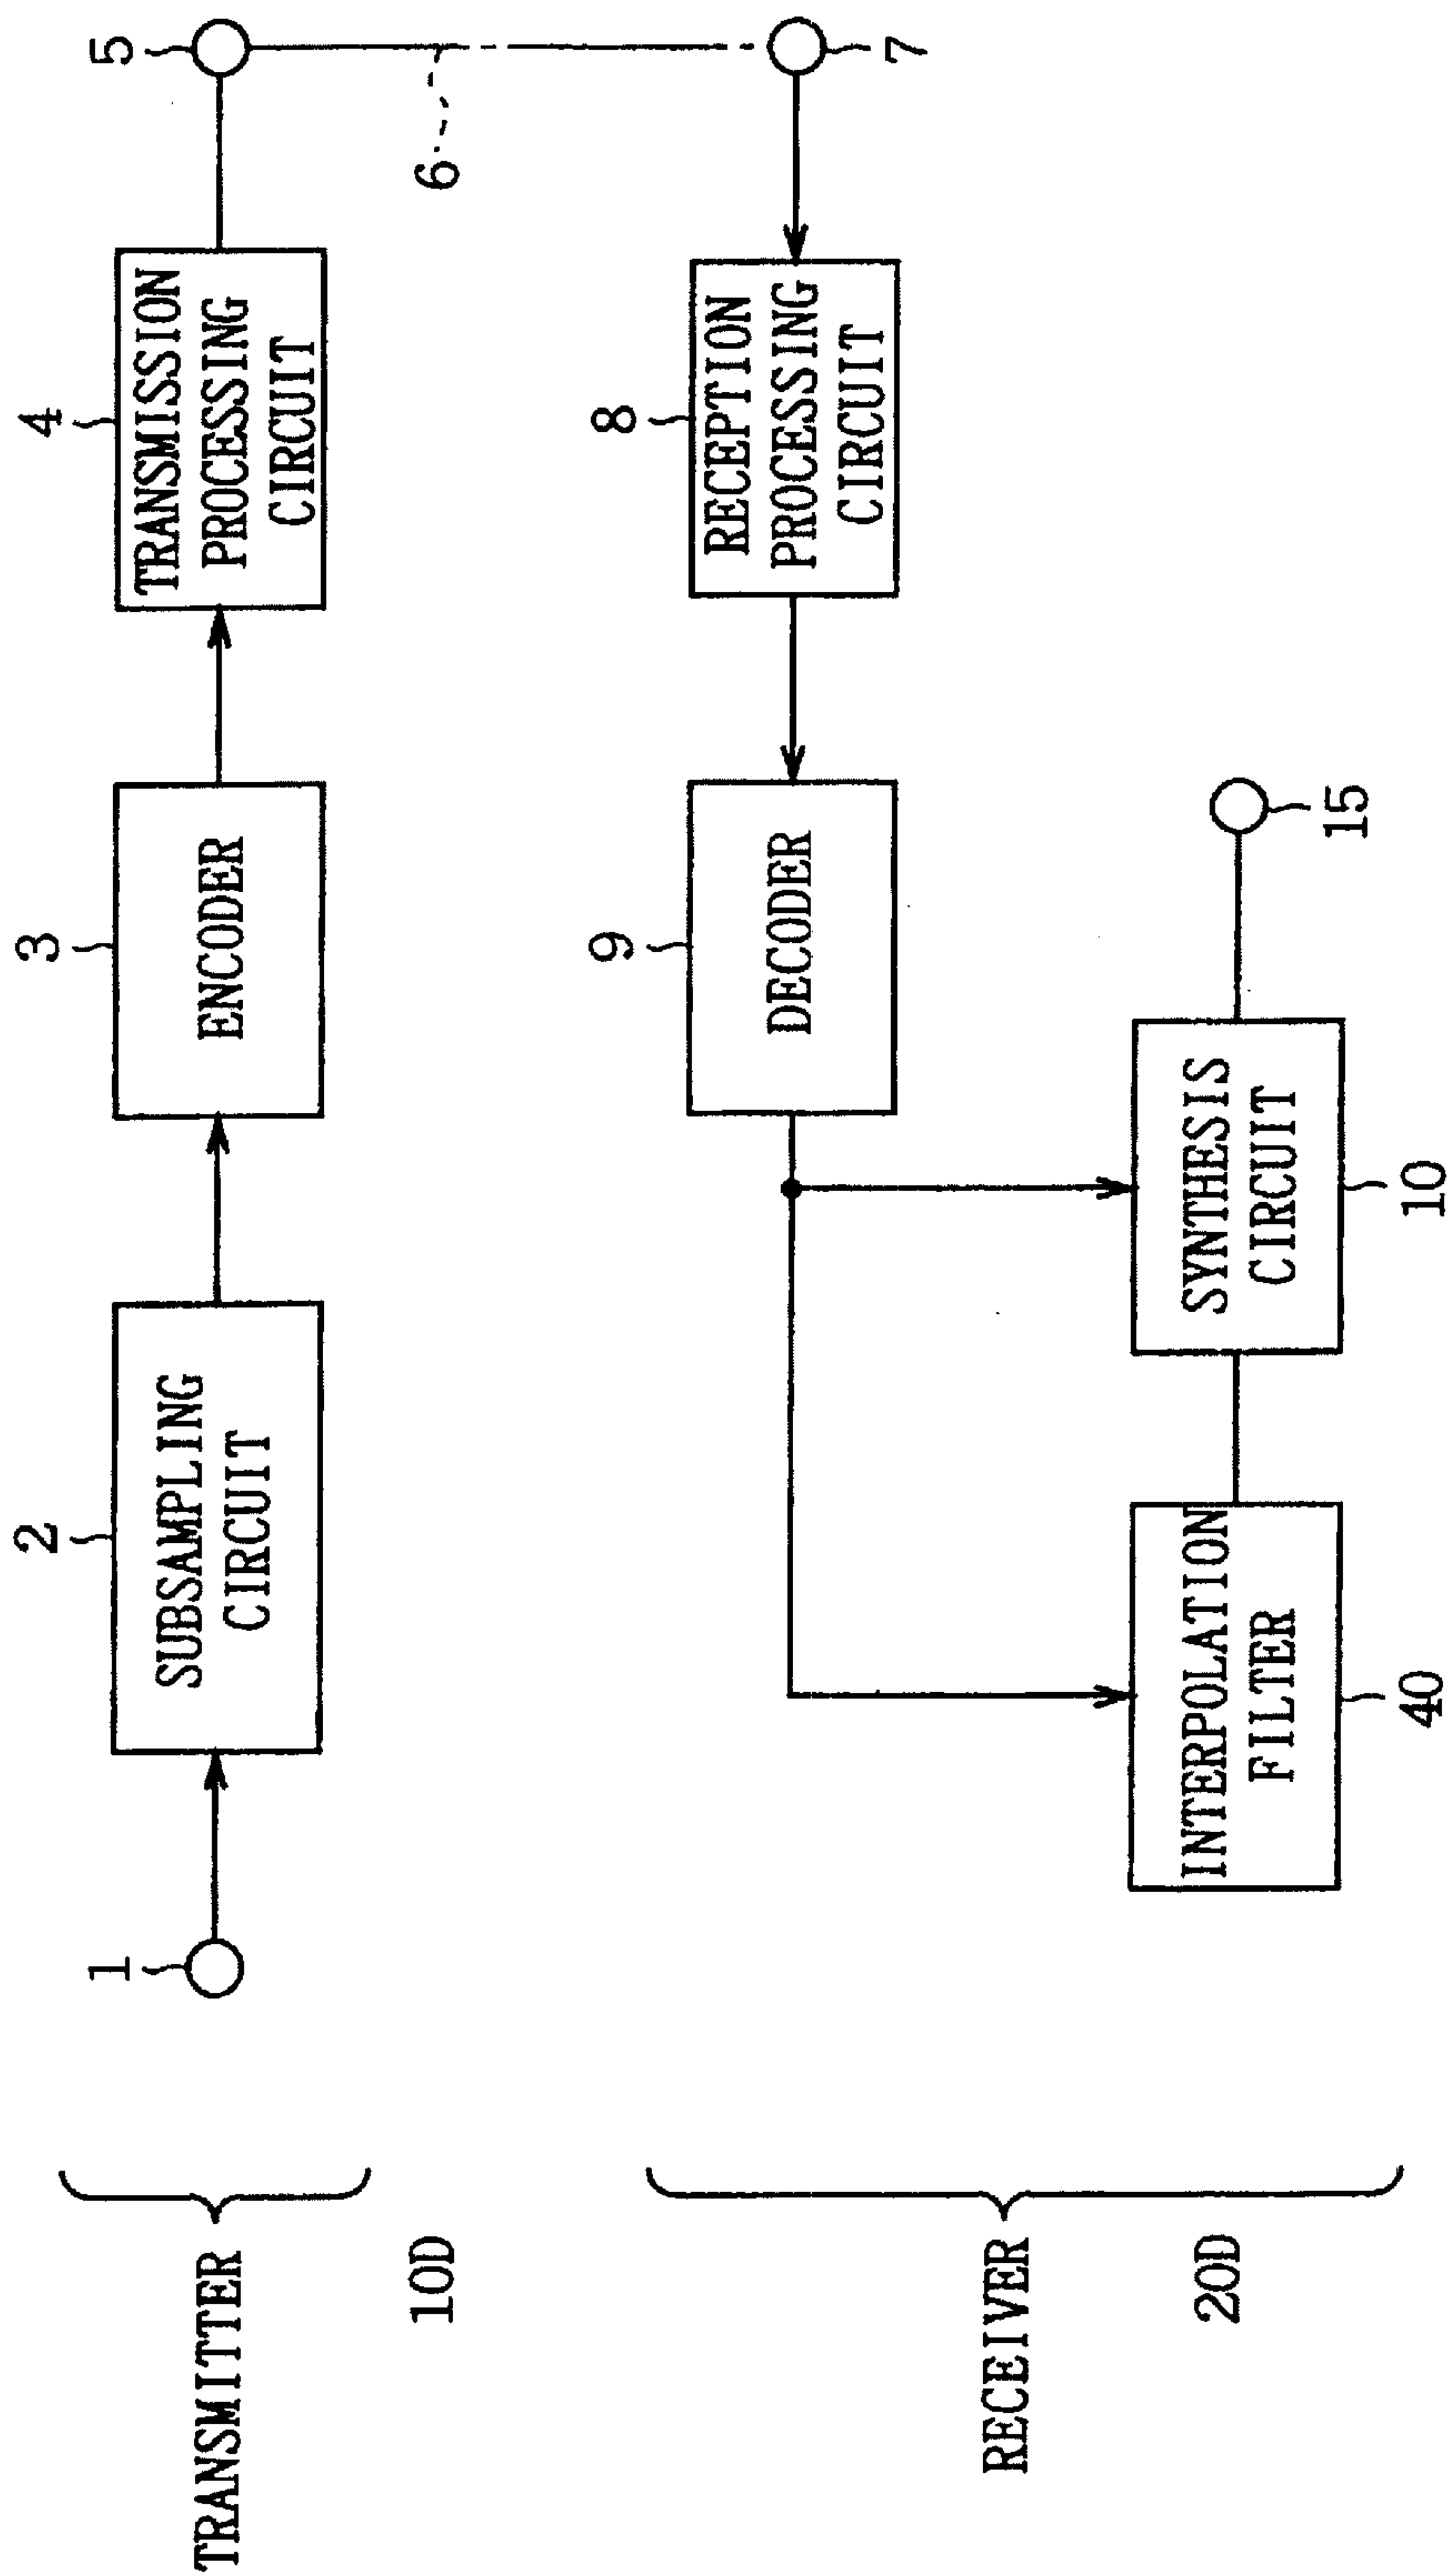 TRANSMITTER
10D
1
2
SUBSAMPLING
CIRCUIT
3
ENCODER
4
TRANSMISSION
PROCESSING
CIRCUIT
5
6
RECEIVER
20D
9
DECODER
8
RECEPTION
PROCESSING
CIRCUIT
7
INTERPOLATION
FILTER
40
SYNTHESIS
CIRCUIT
10
15